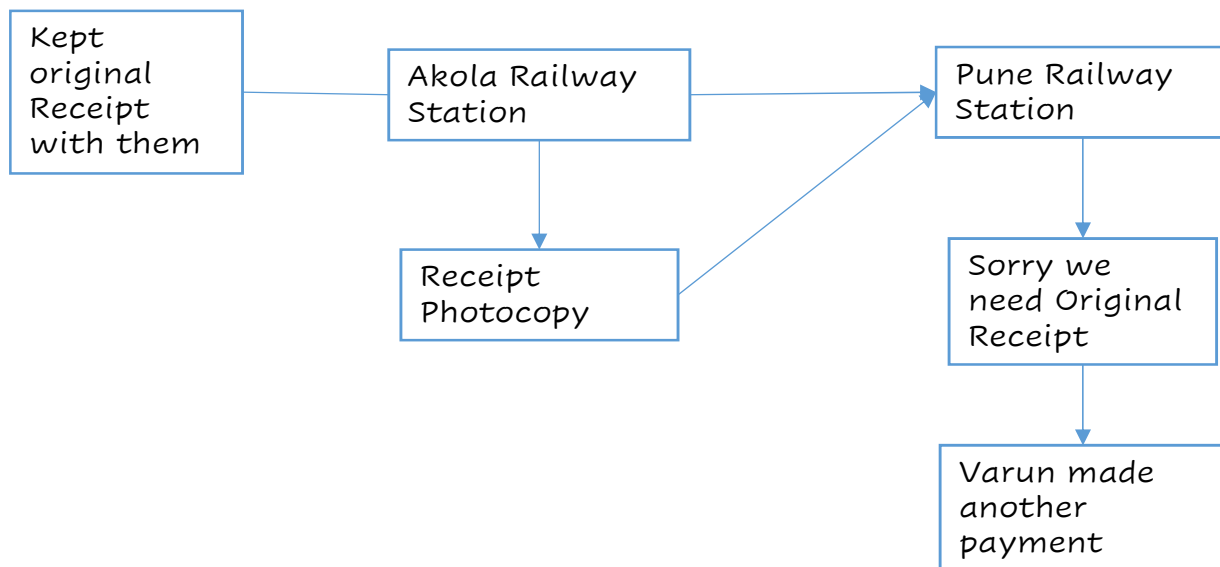 Kept
original
Receipt
with them
Akola Railway
Station
Pune Railway
Station
Receipt
Photocopy
Sorry we
need Original
Receipt
Varun made
another
payment